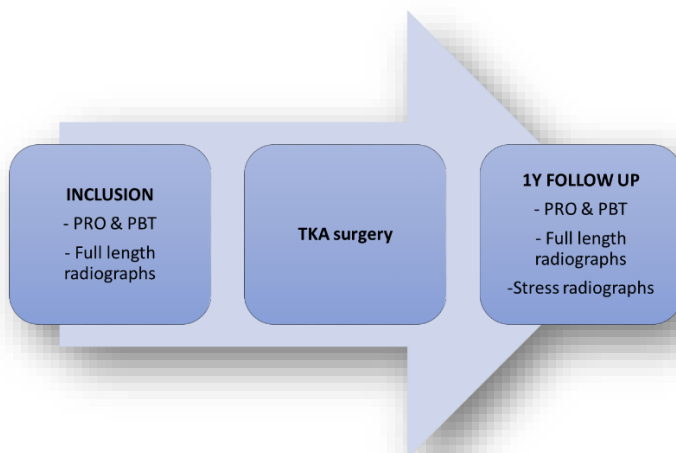 INCLUSION
- PRO & PBT
- Full length
radiographs
TKA surgery
1Y FOLLOW UP
- PRO & PBT
- Full length
radiographs
-Stress radiographs